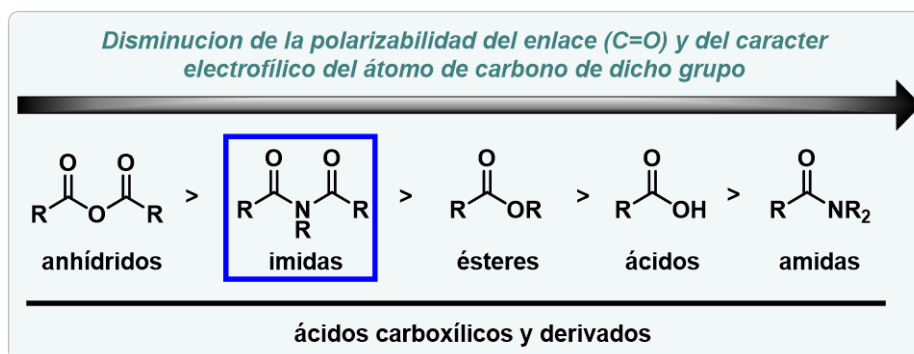 Disminucion de la polarizabilidad del enlace (C=O) y del caracter
electrofílico del átomo de carbono de dicho grupo
O O O O O O O
R O R > R N R > R OR > R OH > R NR₂
R
anhídridos imidas ésteres ácidos amidas
ácidos carboxílicos y derivados